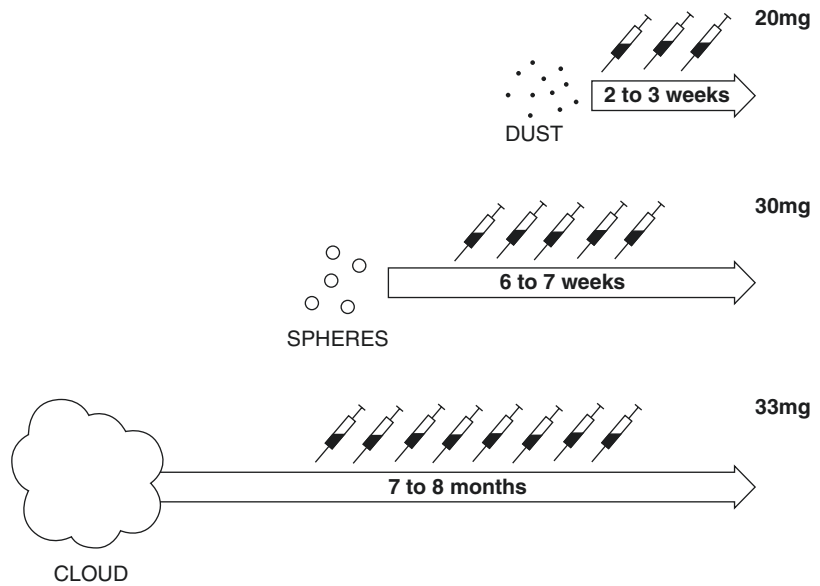 20mg
2 to 3 weeks
DUST
30mg
6 to 7 weeks
SPHERES
33mg
7 to 8 months
CLOUD